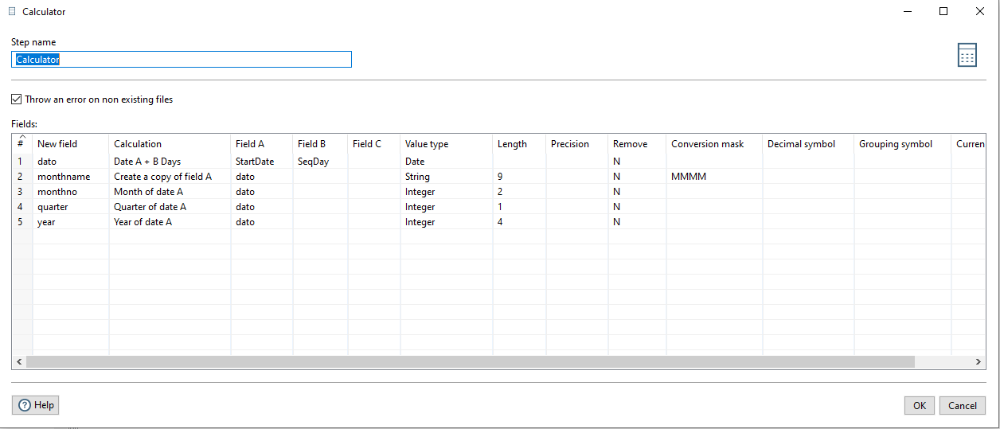 Calculator
Step name
Calculator
Throw an error on non existing files
Fields:
# New field Calculation Field A Field B Field C Value type Length Precision Remove Conversion mask Decimal symbol Grouping symbol Curren
1 dato Date A + B Days StartDate SeqDay Date N
2 monthname Create a copy of field A dato String 9 N MMMM
3 monthno Month of date A dato Integer 2 N
4 quarter Quarter of date A dato Integer 1 N
5 year Year of date A dato Integer 4 N
Help OK Cancel